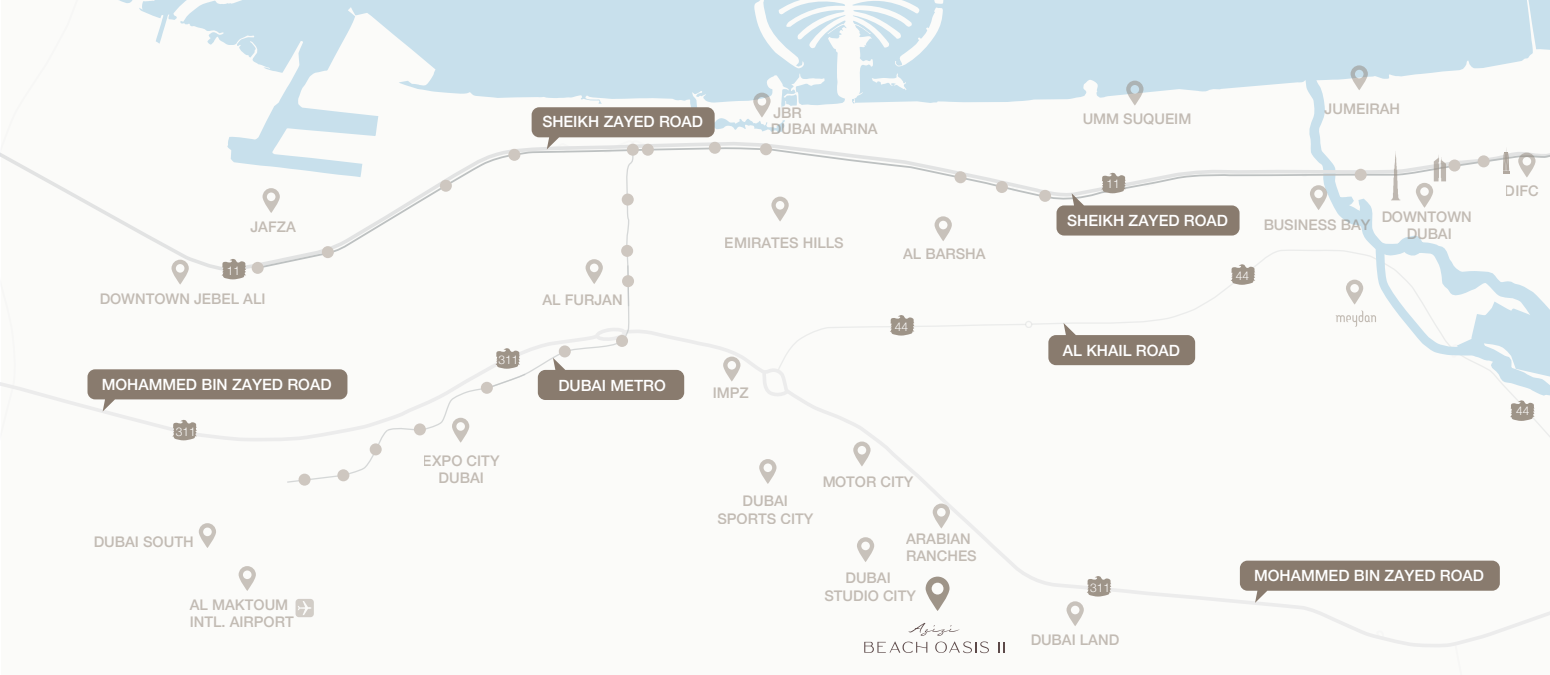 JBR
DUBAI MARINA
UMM SUQUEIM
JUMEIRAH
SHEIKH ZAYED ROAD
JAFZA
EMIRATES HILLS
AL BARSHA
11
SHEIKH ZAYED ROAD
BUSINESS BAY
DOWNTOWN
DUBAI
DIFC
DOWNTOWN JEBEL ALI
11
AL FURJAN
44
meydan
44
AL KHAIL ROAD
MOHAMMED BIN ZAYED ROAD
311
DUBAI METRO
IMPZ
44
311
EXPO CITY
DUBAI
MOTOR CITY
DUBAI
SPORTS CITY
DUBAI SOUTH
ARABIAN
RANCHES
DUBAI
STUDIO CITY
311
MOHAMMED BIN ZAYED ROAD
AL MAKTOUM
INTL. AIRPORT
Azizi
BEACH OASIS II
DUBAI LAND